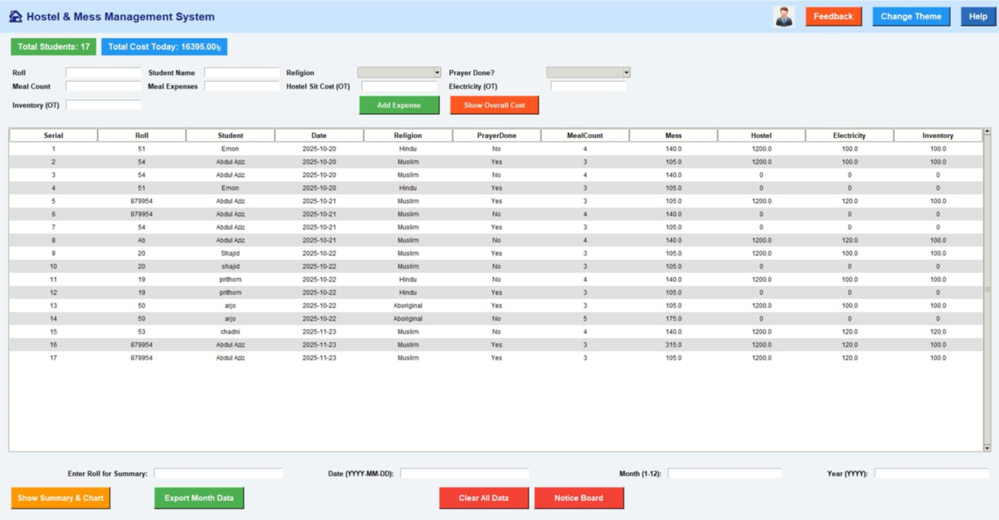 Hostel & Mess Management System
Feedback
Change Theme
Help
Total Students: 17
Total Cost Today: 16395.00৳
Roll
Student Name
Religion
Prayer Done?
Meal Count
Meal Expenses
Hostel Sit Cost (OT)
Electricity (OT)
Inventory (OT)
Add Expense
Show Overall Cost
Serial Roll Student Date Religion PrayerDone MealCount Mess Hostel Electricity Inventory
1 51 Emon 2025-10-20 Hindu No 4 140.0 1200.0 100.0 100.0
2 54 Abdul Aziz 2025-10-20 Muslim Yes 3 105.0 1200.0 100.0 100.0
3 54 Abdul Aziz 2025-10-20 Muslim No 4 140.0 0 0 0
4 51 Emon 2025-10-20 Hindu Yes 3 105.0 0 0 0
5 879954 Abdul Aziz 2025-10-21 Muslim Yes 3 105.0 1200.0 120.0 100.0
6 879954 Abdul Aziz 2025-10-21 Muslim No 4 140.0 0 0 0
7 54 Abdul Aziz 2025-10-21 Muslim Yes 3 105.0 0 0 0
8 Ab Abdul Aziz 2025-10-21 Muslim No 4 140.0 1200.0 120.0 100.0
9 20 Shajid 2025-10-22 Muslim Yes 3 105.0 1200.0 100.0 100.0
10 20 shajid 2025-10-22 Muslim No 3 105.0 0 0 0
11 19 prithom 2025-10-22 Hindu No 4 140.0 1200.0 100.0 100.0
12 19 prithom 2025-10-22 Hindu Yes 3 105.0 0 0 0
13 50 arjo 2025-10-22 Aboriginal Yes 3 105.0 1200.0 100.0 100.0
14 50 arjo 2025-10-22 Aboriginal No 5 175.0 0 0 0
15 53 chadni 2025-11-23 Muslim No 4 140.0 1200.0 120.0 120.0
16 879954 Abdul Aziz 2025-11-23 Muslim Yes 3 315.0 1200.0 120.0 100.0
17 879954 Abdul Aziz 2025-11-23 Muslim Yes 3 105.0 1200.0 120.0 100.0
Enter Roll for Summary:
Date (YYYY-MM-DD):
Month (1-12):
Year (YYYY):
Show Summary & Chart
Export Month Data
Clear All Data
Notice Board